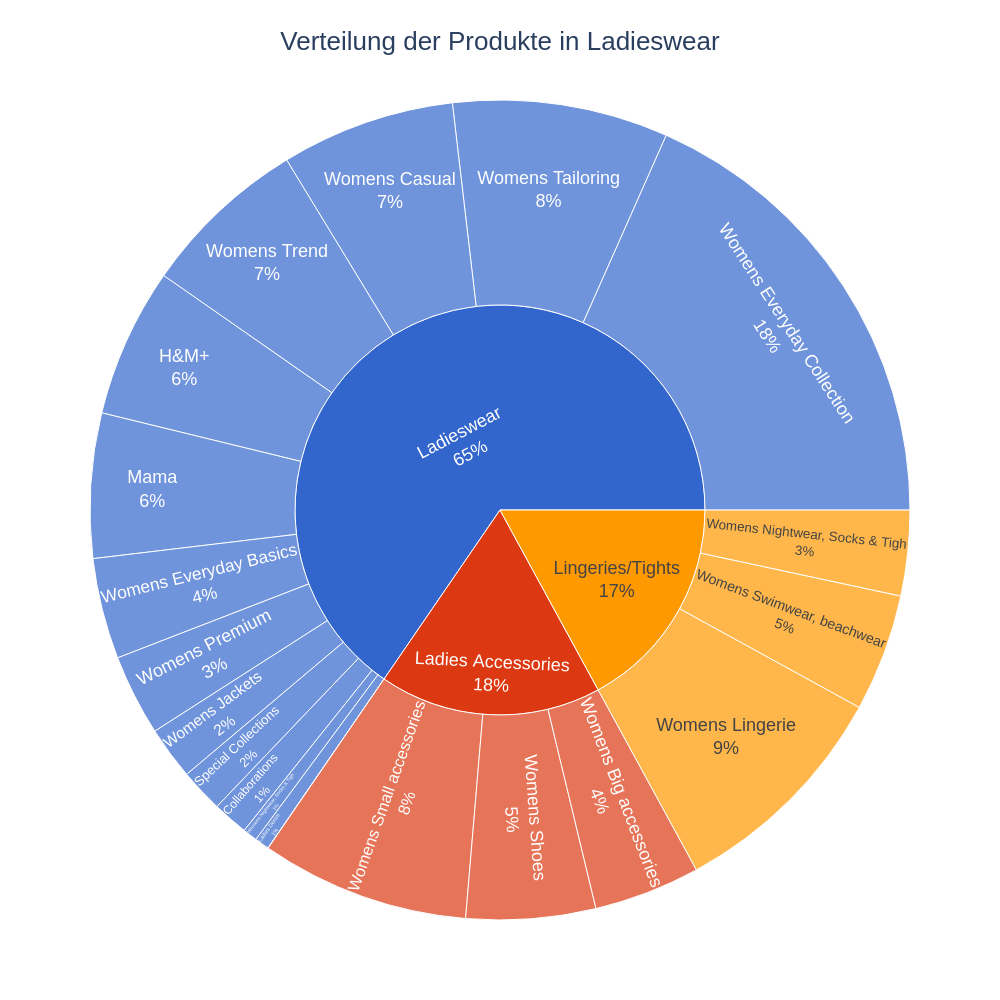 Verteilung der Produkte in Ladieswear
Womens Casual
7%
Womens Tailoring
8%
Womens Everyday Collection
18%
Womens Trend
7%
H&M+
6%
Mama
6%
Womens Everyday Basics
4%
Womens Premium
3%
Womens Jackets
2%
Special Collections
2%
Collaborations
1%
Ladieswear
65%
Lingeries/Tights
17%
Ladies Accessories
18%
Womens Nightwear, Socks & Tigh
3%
Womens Swimwear, beachwear
5%
Womens Lingerie
9%
Womens Big accessories
4%
Womens Shoes
5%
Womens Small accessories
8%